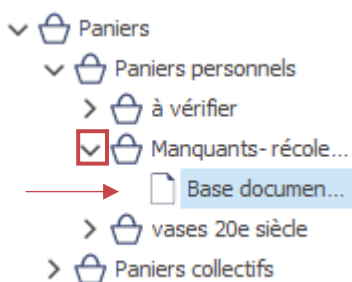 Paniers
Paniers personnels
à vérifier
Manquants- récole...
Base documen...
vases 20e siècle
Paniers collectifs